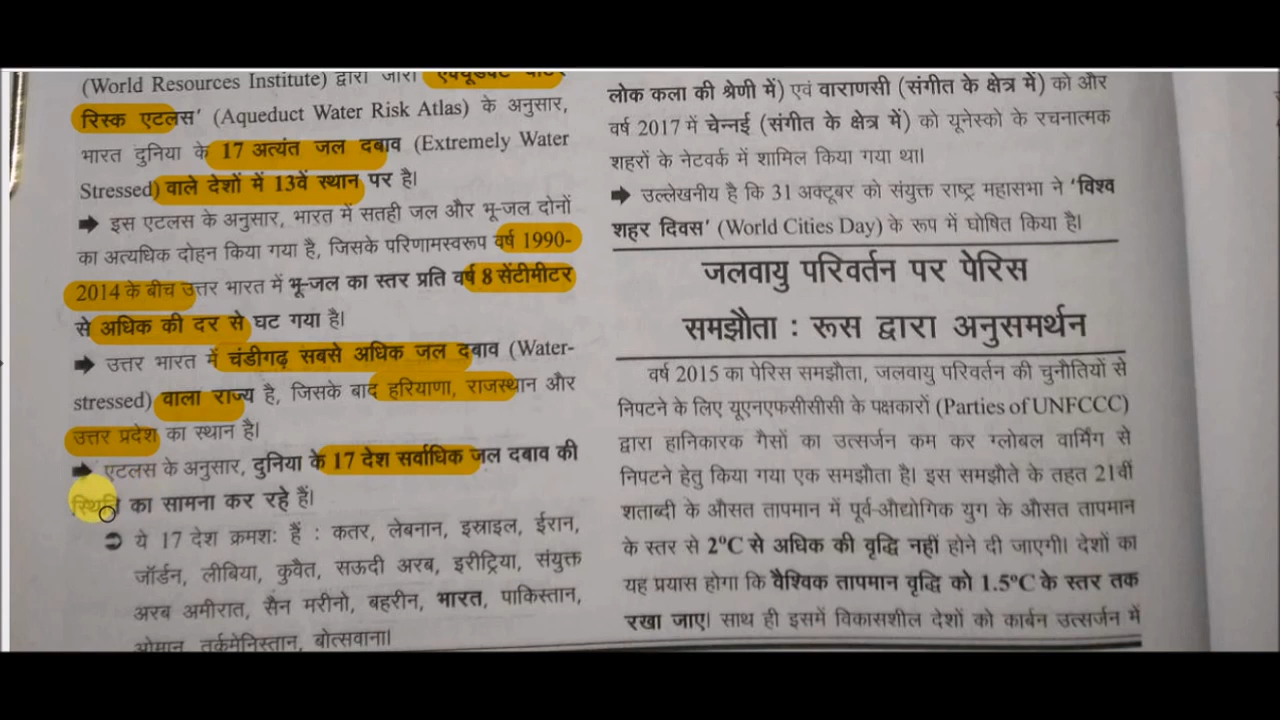 (World Resources Institute) द्वारा जारी 'एक्वूडक्ट वाटर
रिस्क एटलस' (Aqueduct Water Risk Atlas) के अनुसार,
भारत दुनिया के 17 अत्यंत जल दबाव (Extremely Water
Stressed) वाले देशों में 13वें स्थान पर है।
➡ इस एटलस के अनुसार, भारत में सतही जल और भू-जल दोनों
का अत्यधिक दोहन किया गया है, जिसके परिणामस्वरूप वर्ष 1990-
2014 के बीच उत्तर भारत में भू-जल का स्तर प्रति वर्ष 8 सेंटीमीटर
से अधिक की दर से घट गया है।
➡ उत्तर भारत में चंडीगढ़ सबसे अधिक जल दबाव (Water-
stressed) वाला राज्य है, जिसके बाद हरियाणा, राजस्थान और
उत्तर प्रदेश का स्थान है।
➡ एटलस के अनुसार, दुनिया के 17 देश सर्वाधिक जल दबाव की
स्थिति का सामना कर रहे हैं।
➲ ये 17 देश क्रमशः हैं : कतर, लेबनान, इस्राइल, ईरान,
जॉर्डन, लीबिया, कुवैत, सऊदी अरब, इरीट्रिया, संयुक्त
अरब अमीरात, सैन मरीनो, बहरीन, भारत, पाकिस्तान,
ओमान, तुर्कमेनिस्तान, बोत्सवाना।
लोक कला की श्रेणी में) एवं वाराणसी (संगीत के क्षेत्र में) को और
वर्ष 2017 में चेन्नई (संगीत के क्षेत्र में) को यूनेस्को के रचनात्मक
शहरों के नेटवर्क में शामिल किया गया था।
➡ उल्लेखनीय है कि 31 अक्टूबर को संयुक्त राष्ट्र महासभा ने 'विश्व
शहर दिवस' (World Cities Day) के रूप में घोषित किया है।
जलवायु परिवर्तन पर पेरिस
समझौता : रूस द्वारा अनुसमर्थन
वर्ष 2015 का पेरिस समझौता, जलवायु परिवर्तन की चुनौतियों से
निपटने के लिए यूएनएफसीसीसी के पक्षकारों (Parties of UNFCCC)
द्वारा हानिकारक गैसों का उत्सर्जन कम कर ग्लोबल वार्मिंग से
निपटने हेतु किया गया एक समझौता है। इस समझौते के तहत 21वीं
शताब्दी के औसत तापमान में पूर्व-औद्योगिक युग के औसत तापमान
के स्तर से 2°C से अधिक की वृद्धि नहीं होने दी जाएगी। देशों का
यह प्रयास होगा कि वैश्विक तापमान वृद्धि को 1.5°C के स्तर तक
रखा जाए। साथ ही इसमें विकासशील देशों को कार्बन उत्सर्जन में